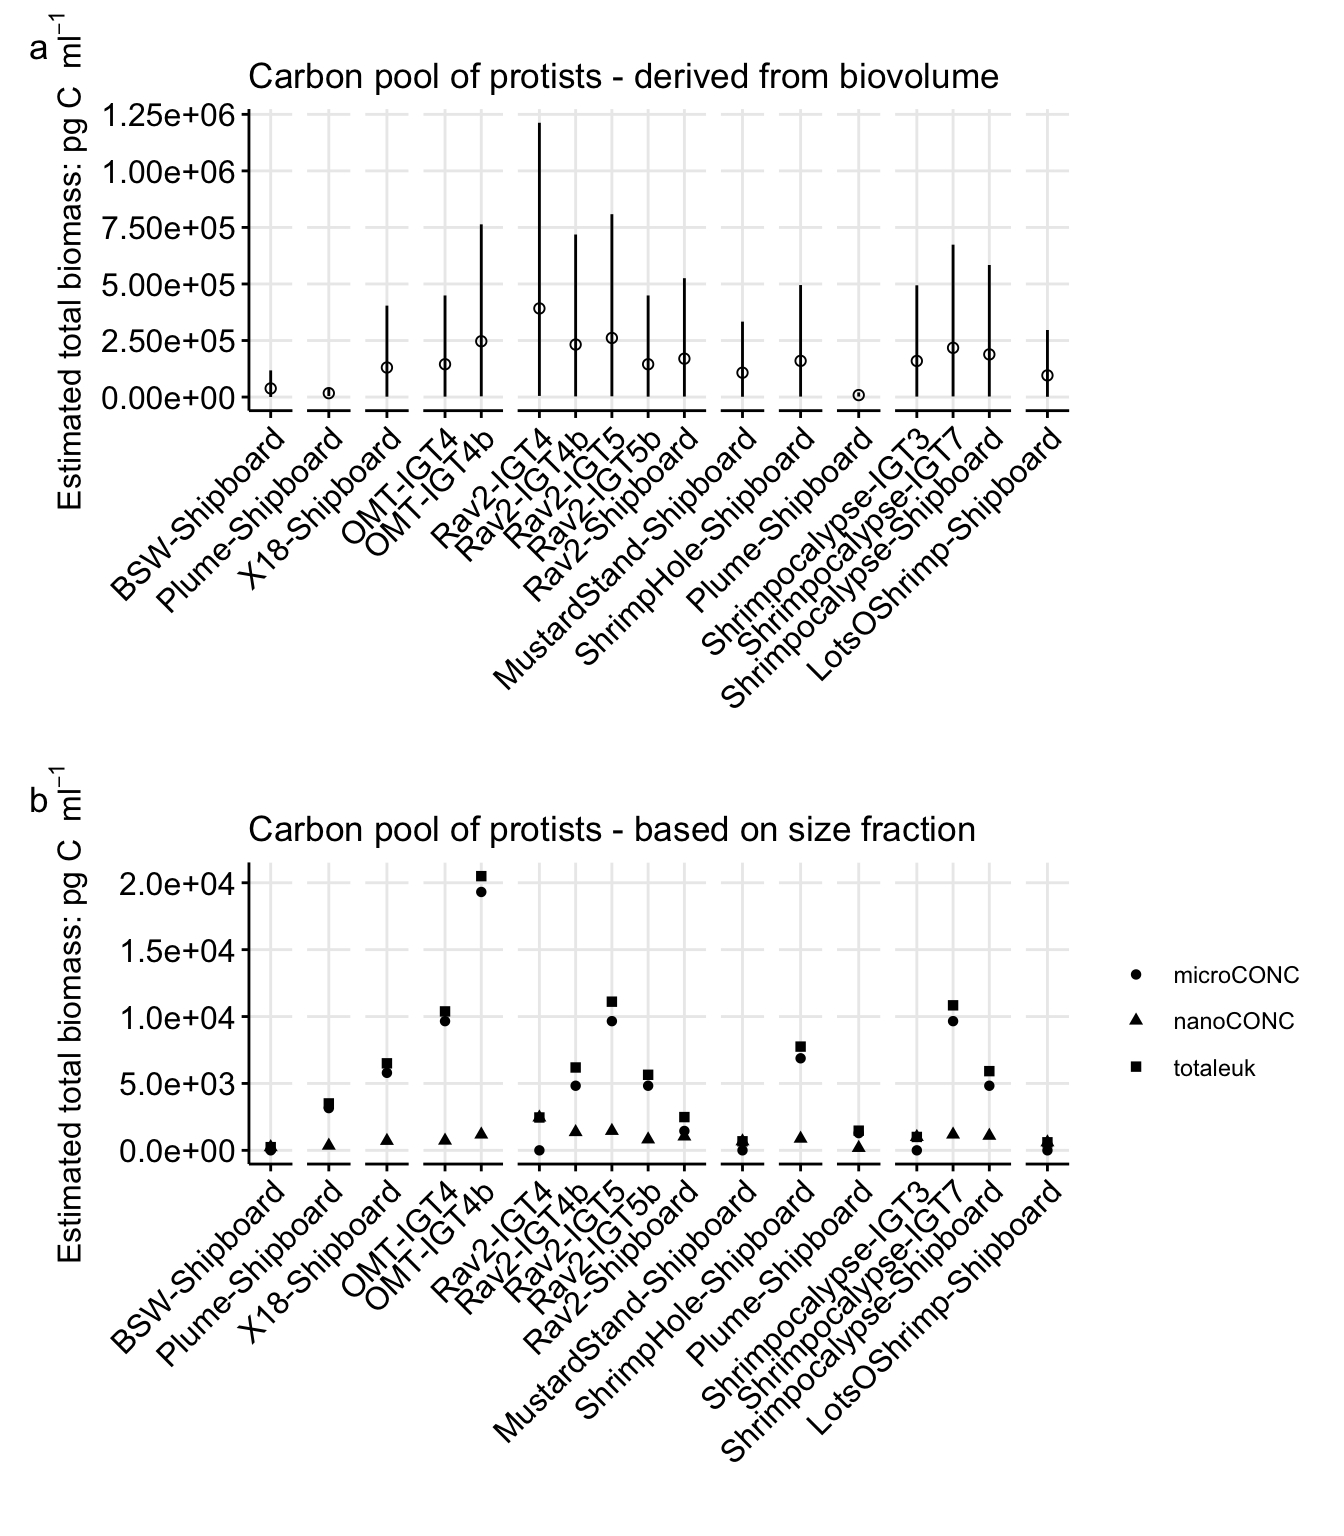 a
Carbon pool of protists - derived from biovolume
Estimated total biomass: pg C ml⁻¹
1.25e+06
1.00e+06
7.50e+05
5.00e+05
2.50e+05
0.00e+00
BSW-Shipboard
Plume-Shipboard
X18-Shipboard
OMT-IGT4
OMT-IGT4b
Rav2-IGT4
Rav2-IGT4b
Rav2-IGT5
Rav2-IGT5b
Rav2-Shipboard
MustardStand-Shipboard
ShrimpHole-Shipboard
Plume-Shipboard
Shrimpocalypse-IGT3
Shrimpocalypse-IGT7
Shrimpocalypse-Shipboard
LotsOShrimp-Shipboard
b
Carbon pool of protists - based on size fraction
Estimated total biomass: pg C ml⁻¹
2.0e+04
1.5e+04
1.0e+04
5.0e+03
0.0e+00
BSW-Shipboard
Plume-Shipboard
X18-Shipboard
OMT-IGT4
OMT-IGT4b
Rav2-IGT4
Rav2-IGT4b
Rav2-IGT5
Rav2-IGT5b
Rav2-Shipboard
MustardStand-Shipboard
ShrimpHole-Shipboard
Plume-Shipboard
Shrimpocalypse-IGT3
Shrimpocalypse-IGT7
Shrimpocalypse-Shipboard
LotsOShrimp-Shipboard
microCONC
nanoCONC
totaleuk